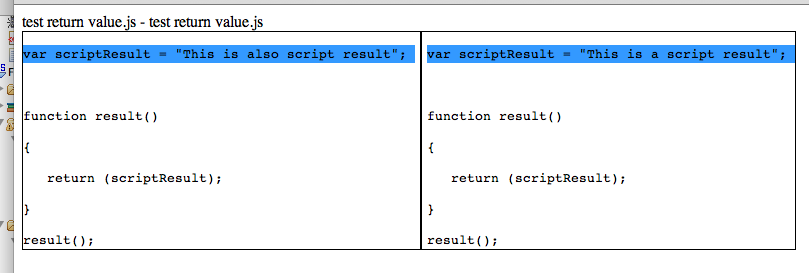 test return value.js - test return value.js
var scriptResult = "This is also script result";
function result()
{
return (scriptResult);
}
result();
var scriptResult = "This is a script result";
function result()
{
return (scriptResult);
}
result();